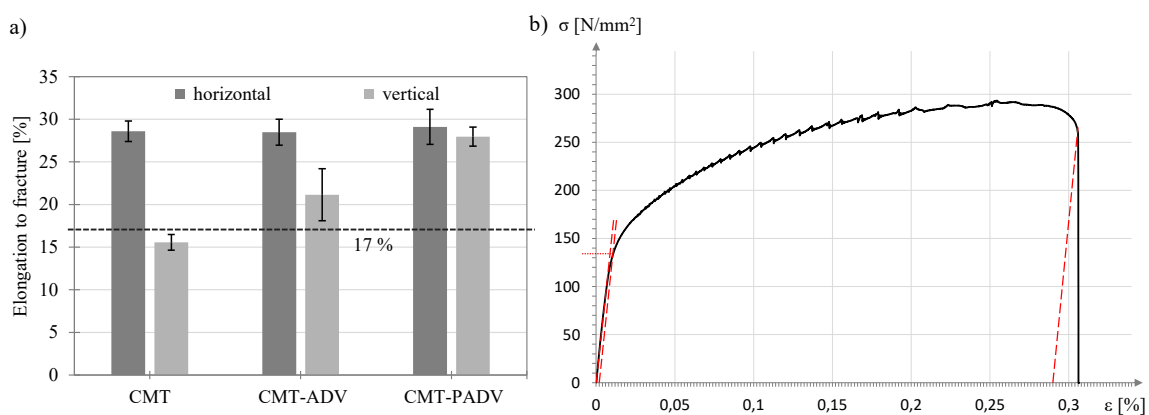 a)
Elongation to fracture [%]
35
30
25
20
15
10
5
0
horizontal
vertical
17 %
CMT
CMT-ADV
CMT-PADV
b) σ [N/mm²]
300
250
200
150
100
50
0
0
0,05
0,1
0,15
0,2
0,25
0,3
ε [%]